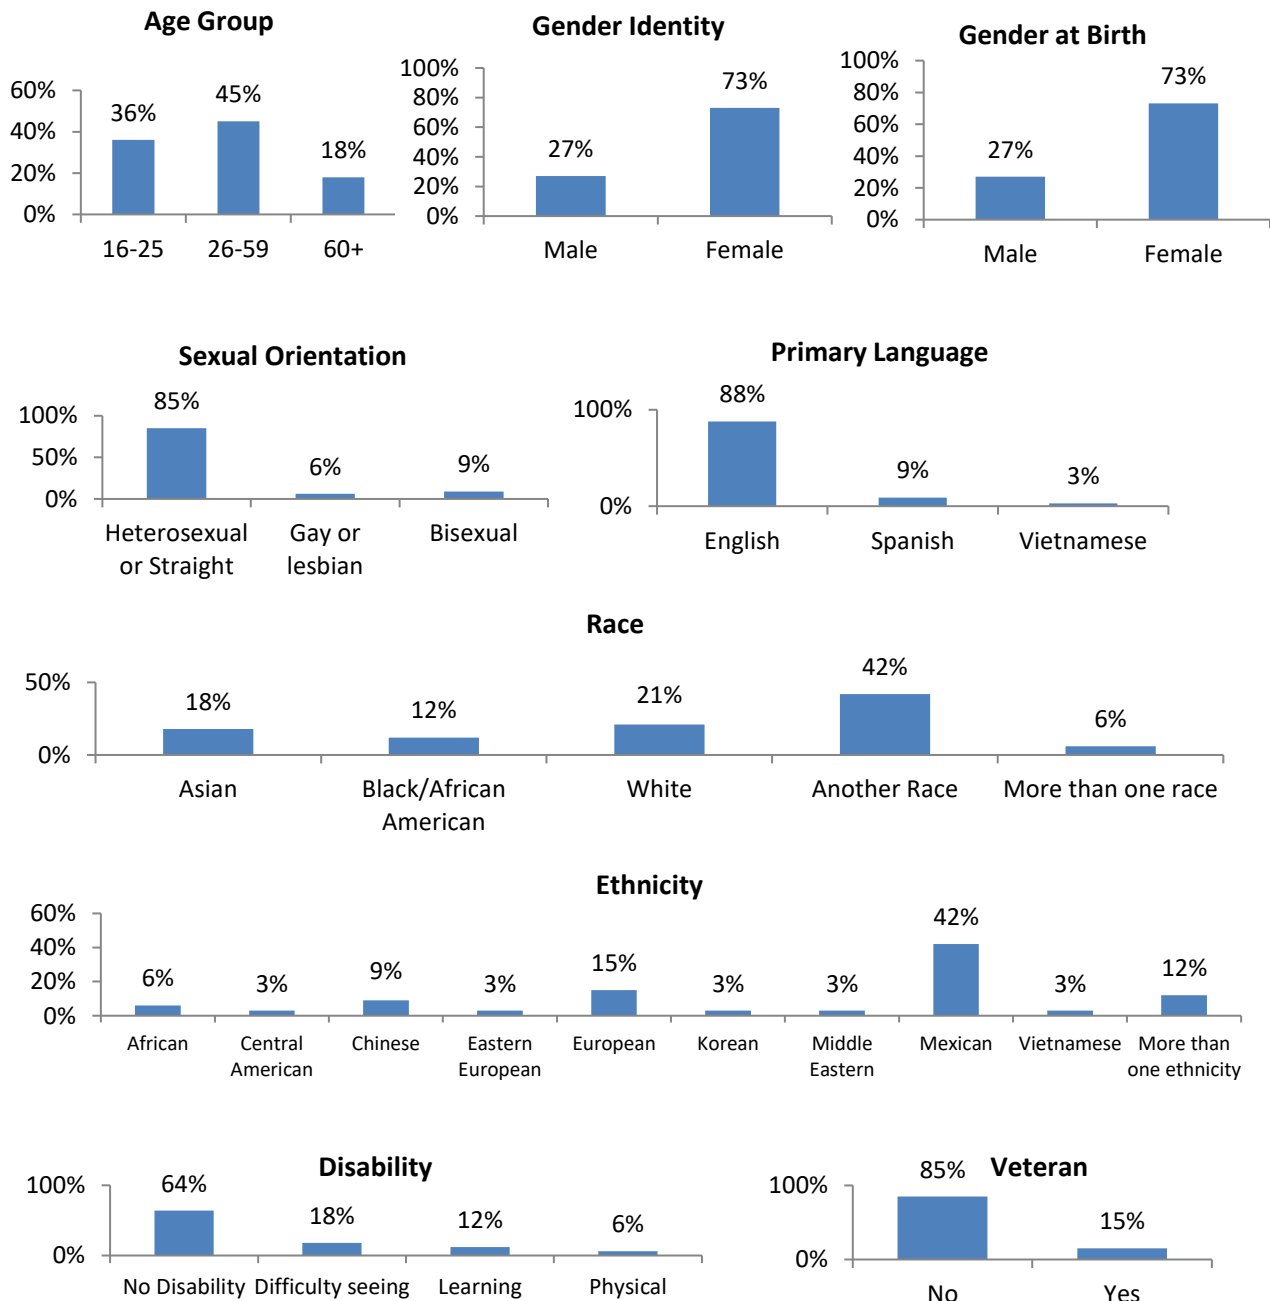 Age Group
60%
40%
20%
0%
36%
45%
18%
16-25 26-59 60+
Gender Identity
100%
80%
60%
40%
20%
0%
27%
73%
Male Female
Gender at Birth
100%
80%
60%
40%
20%
0%
27%
73%
Male Female
Sexual Orientation
100%
50%
0%
85%
6%
9%
Heterosexual
or Straight
Gay or
lesbian
Bisexual
Primary Language
100%
0%
88%
9%
3%
English Spanish Vietnamese
Race
50%
0%
18%
12%
21%
42%
6%
Asian
Black/African
American
White
Another Race
More than one race
Ethnicity
60%
40%
20%
0%
6%
3%
9%
3%
15%
3%
3%
42%
3%
12%
African
Central
American
Chinese
Eastern
European
European
Korean
Middle
Eastern
Mexican
Vietnamese
More than
one ethnicity
Disability
100%
0%
64%
18%
12%
6%
No Disability Difficulty seeing Learning Physical
Veteran
100%
0%
85%
15%
No Yes